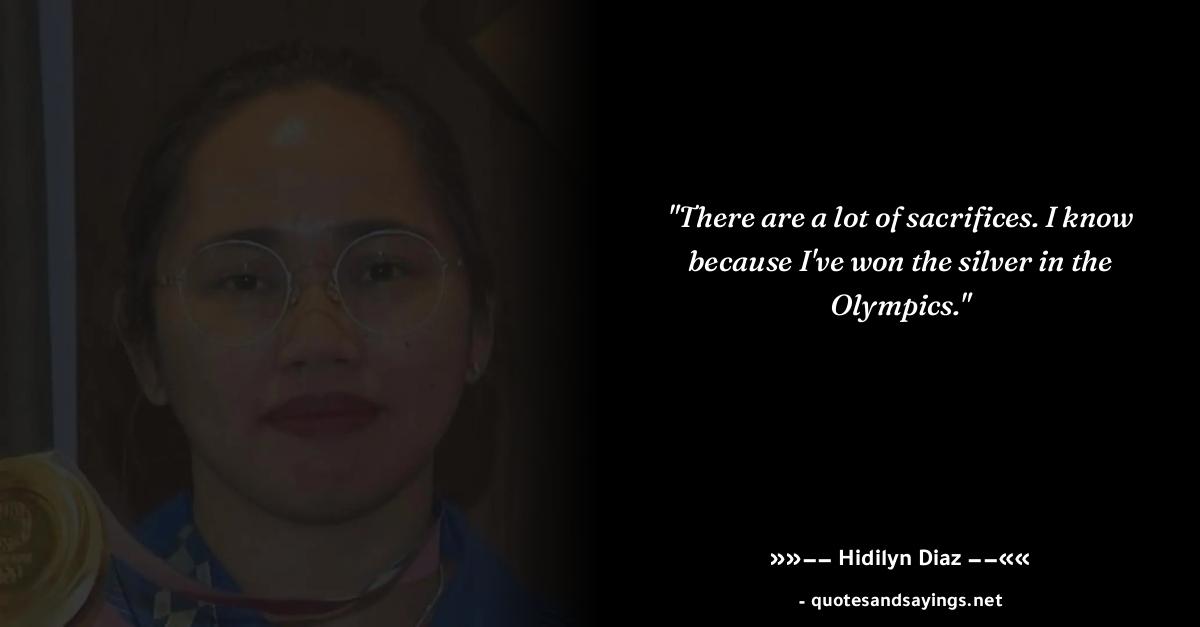 "There are a lot of sacrifices. I know
because I've won the silver in the
Olympics."
»»–– Hidilyn Diaz ––««
- quotesandsayings.net